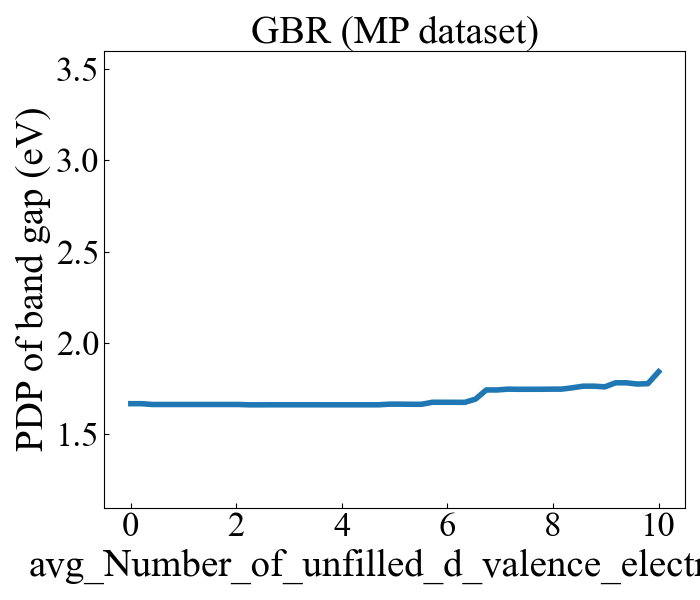 GBR (MP dataset)
PDP of band gap (eV)
3.5
3.0
2.5
2.0
1.5
0 2 4 6 8 10
avg_Number_of_unfilled_d_valence_electr